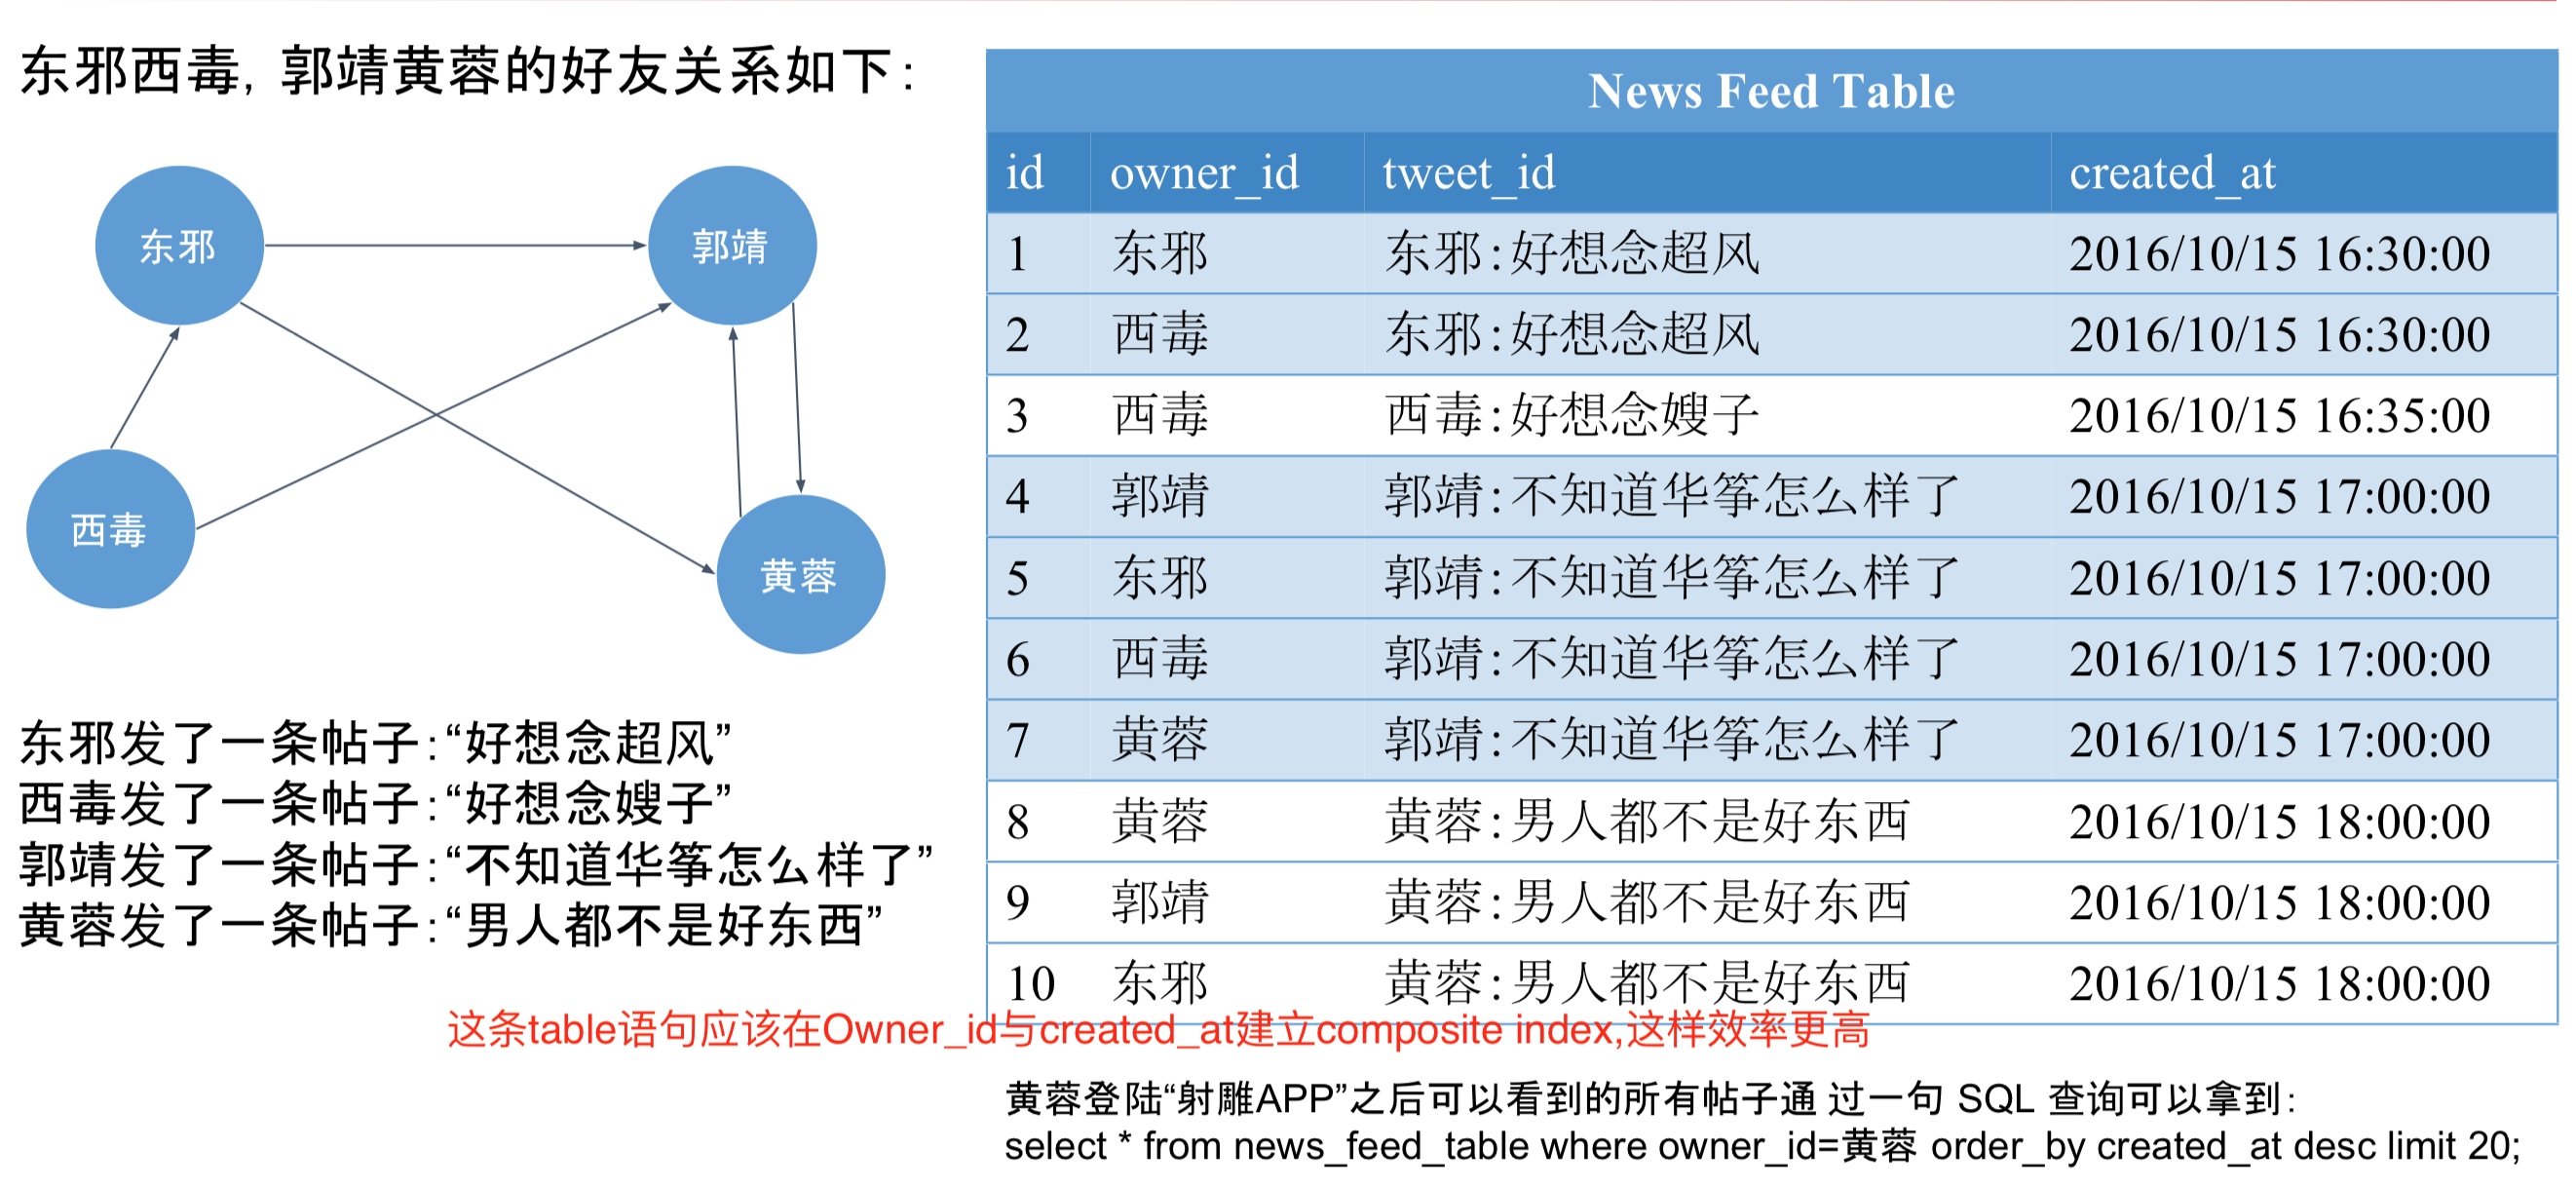 东邪西毒, 郭靖黄蓉的好友关系如下:
东邪
郭靖
西毒
黄蓉
东邪发了一条帖子:“好想念超风”
西毒发了一条帖子:“好想念嫂子”
郭靖发了一条帖子:“不知道华筝怎么样了”
黄蓉发了一条帖子:“男人都不是好东西”
News Feed Table
id owner_id tweet_id created_at
1 东邪 东邪:好想念超风 2016/10/15 16:30:00
2 西毒 东邪:好想念超风 2016/10/15 16:30:00
3 西毒 西毒:好想念嫂子 2016/10/15 16:35:00
4 郭靖 郭靖:不知道华筝怎么样了 2016/10/15 17:00:00
5 东邪 郭靖:不知道华筝怎么样了 2016/10/15 17:00:00
6 西毒 郭靖:不知道华筝怎么样了 2016/10/15 17:00:00
7 黄蓉 郭靖:不知道华筝怎么样了 2016/10/15 17:00:00
8 黄蓉 黄蓉:男人都不是好东西 2016/10/15 18:00:00
9 郭靖 黄蓉:男人都不是好东西 2016/10/15 18:00:00
10 东邪 黄蓉:男人都不是好东西 2016/10/15 18:00:00
这条table语句应该在Owner_id与created_at建立composite index,这样效率更高
黄蓉登陆“射雕APP”之后可以看到的所有帖子通 过一句 SQL 查询可以拿到:
select * from news_feed_table where owner_id=黄蓉 order_by created_at desc limit 20;